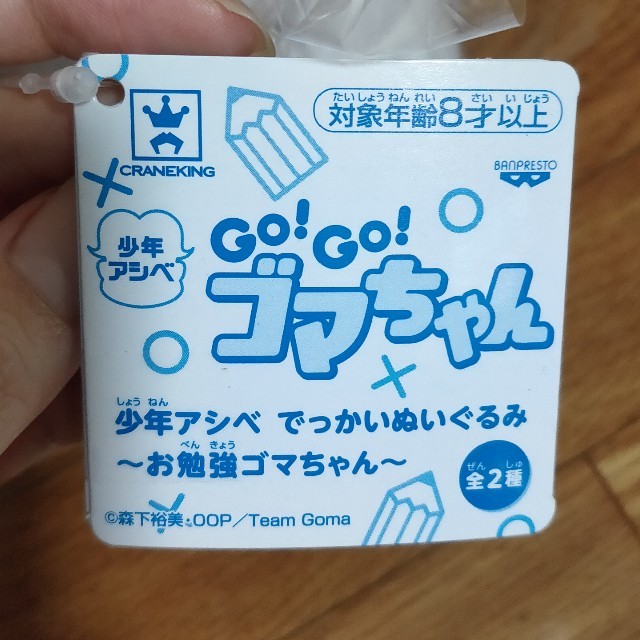 たいしょうねんれい さいいじょう
対象年齢8才以上
CRANEKING
BANPRESTO
少年
アシベ
GO!GO!
ゴマちゃん
しょうねん
少年アシベ でっかいぬいぐるみ
べんきょう
〜お勉強ゴマちゃん〜
ぜんしゅ
全2種
©森下裕美・OOP/Team Goma